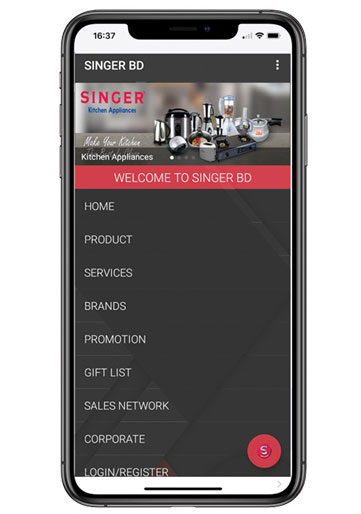 16:37
SINGER BD
SINGER
Kitchen Appliances
Make Your Kitchen
Kitchen Appliances
WELCOME TO SINGER BD
HOME
PRODUCT
SERVICES
BRANDS
PROMOTION
GIFT LIST
SALES NETWORK
CORPORATE
S
LOGIN/REGISTER